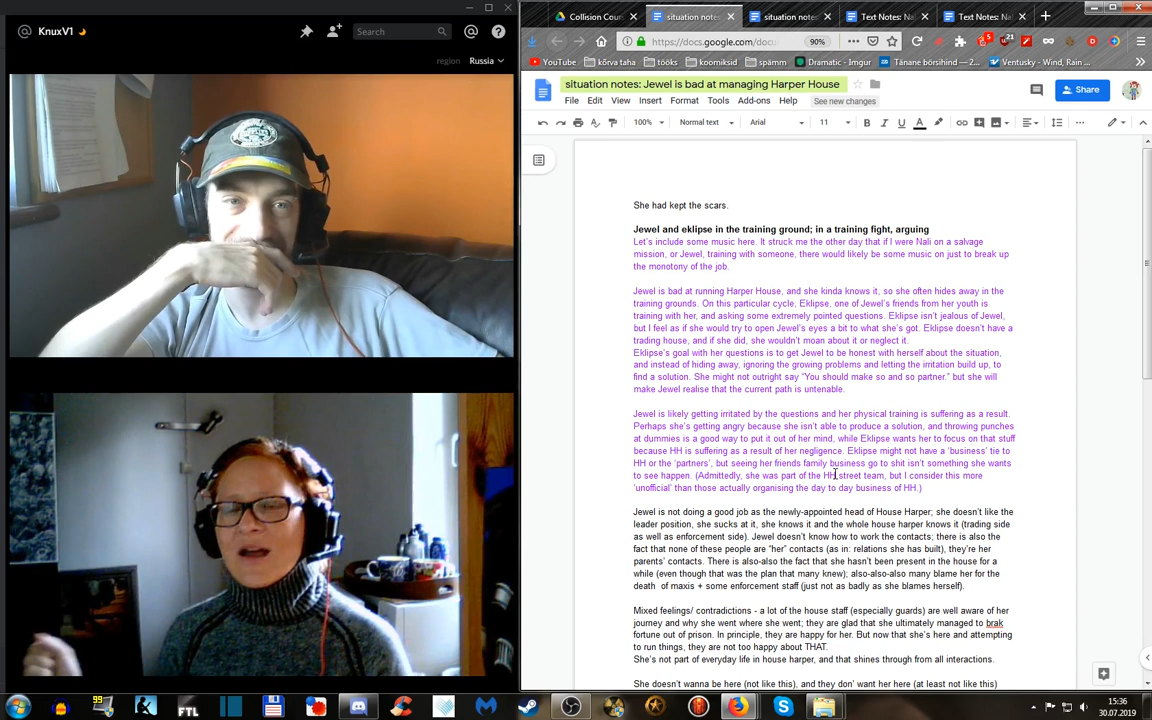 KnuxV1
Search
region Russia
Collision Cour
situation notes
situation notes
Text Notes: Na
Text Notes: Na
https://docs.google.com/docu
90%
5
21
YouTube
kõrva taha
tööks
koomiksid
spämm
Dramatic - Imgur
Tänane börsihind — 2...
Ventusky - Wind, Rain ...
situation notes: Jewel is bad at managing Harper House
File Edit View Insert Format Tools Add-ons Help See new changes
Share
100% Normal text Arial 11 B I U A
She had kept the scars.
Jewel and eklipse in the training ground; in a training fight, arguing
Let's include some music here. It struck me the other day that if I were Nali on a salvage
mission, or Jewel, training with someone, there would likely be some music on just to break up
the monotony of the job.
Jewel is bad at running Harper House, and she kinda knows it, so she often hides away in the
training grounds. On this particular cycle, Eklipse, one of Jewel's friends from her youth is
training with her, and asking some extremely pointed questions. Eklipse isn't jealous of Jewel,
but I feel as if she would try to open Jewel's eyes a bit to what she's got. Eklipse doesn't have a
trading house, and if she did, she wouldn't moan about it or neglect it.
Eklipse's goal with her questions is to get Jewel to be honest with herself about the situation,
and instead of hiding away, ignoring the growing problems and letting the irritation build up, to
find a solution. She might not outright say "You should make so and so partner." but she will
make Jewel realise that the current path is untenable.
Jewel is likely getting irritated by the questions and her physical training is suffering as a result.
Perhaps she's getting angry because she isn't able to produce a solution, and throwing punches
at dummies is a good way to put it out of her mind, while Eklipse wants her to focus on that stuff
because HH is suffering as a result of her negligence. Eklipse might not have a 'business' tie to
HH or the 'partners', but seeing her friends family business go to shit isn't something she wants
to see happen. (Admittedly, she was part of the HH street team, but I consider this more
'unofficial' than those actually organising the day to day business of HH.)
Jewel is not doing a good job as the newly-appointed head of House Harper; she doesn't like the
leader position, she sucks at it, she knows it and the whole house harper knows it (trading side
as well as enforcement side). Jewel doesn't know how to work the contacts; there is also the
fact that none of these people are "her" contacts (as in: relations she has built), they're her
parents' contacts. There is also-also the fact that she hasn't been present in the house for a
while (even though that was the plan that many knew); also-also-also many blame her for the
death of maxis + some enforcement staff (just not as badly as she blames herself).
Mixed feelings/ contradictions - a lot of the house staff (especially guards) are well aware of her
journey and why she went where she went; they are glad that she ultimately managed to brak
fortune out of prison. In principle, they are happy for her. But now that she's here and attempting
to run things, they are not too happy about THAT.
She's not part of everyday life in house harper, and that shines through from all interactions.
She doesn't wanna be here (not like this), and they don' want her here (at least not like this)
FTL
15:36
30.07.2019